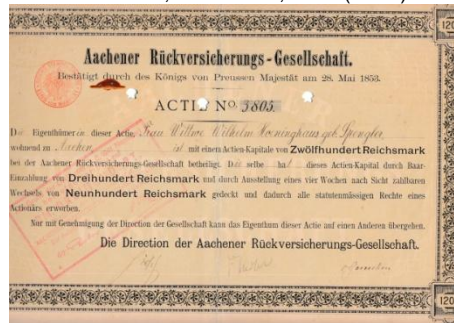 120
Aachener Rückversicherungs-Gesellschaft.
Bestätigt durch des Königs von Preussen Majestät am 28. Mai 1853.
ACTIE No. 3805.
Die Eigenthümerin dieser Actie, Frau Wittwe Wilhelm geb. Spengler,
wohnend zu Aachen ist mit einem Actien-Kapitale von Zwölfhundert Reichsmark
bei der Aachener Rückversicherungs-Gesellschaft betheiligt. Die selbe hat dieses Actien-Kapital durch Baar-
Einzahlung von Dreihundert Reichsmark und durch Ausstellung eines vier Wochen nach Sicht zahlbaren
Wechsels von Neunhundert Reichsmark gedeckt und dadurch alle statutenmässigen Rechte eines
Actionärs erworben.
Nur mit Genehmigung der Direction der Gesellschaft kann das Eigenthum dieser Actie auf einen Anderen übergehen.
Die Direction der Aachener Rückversicherungs-Gesellschaft.
120